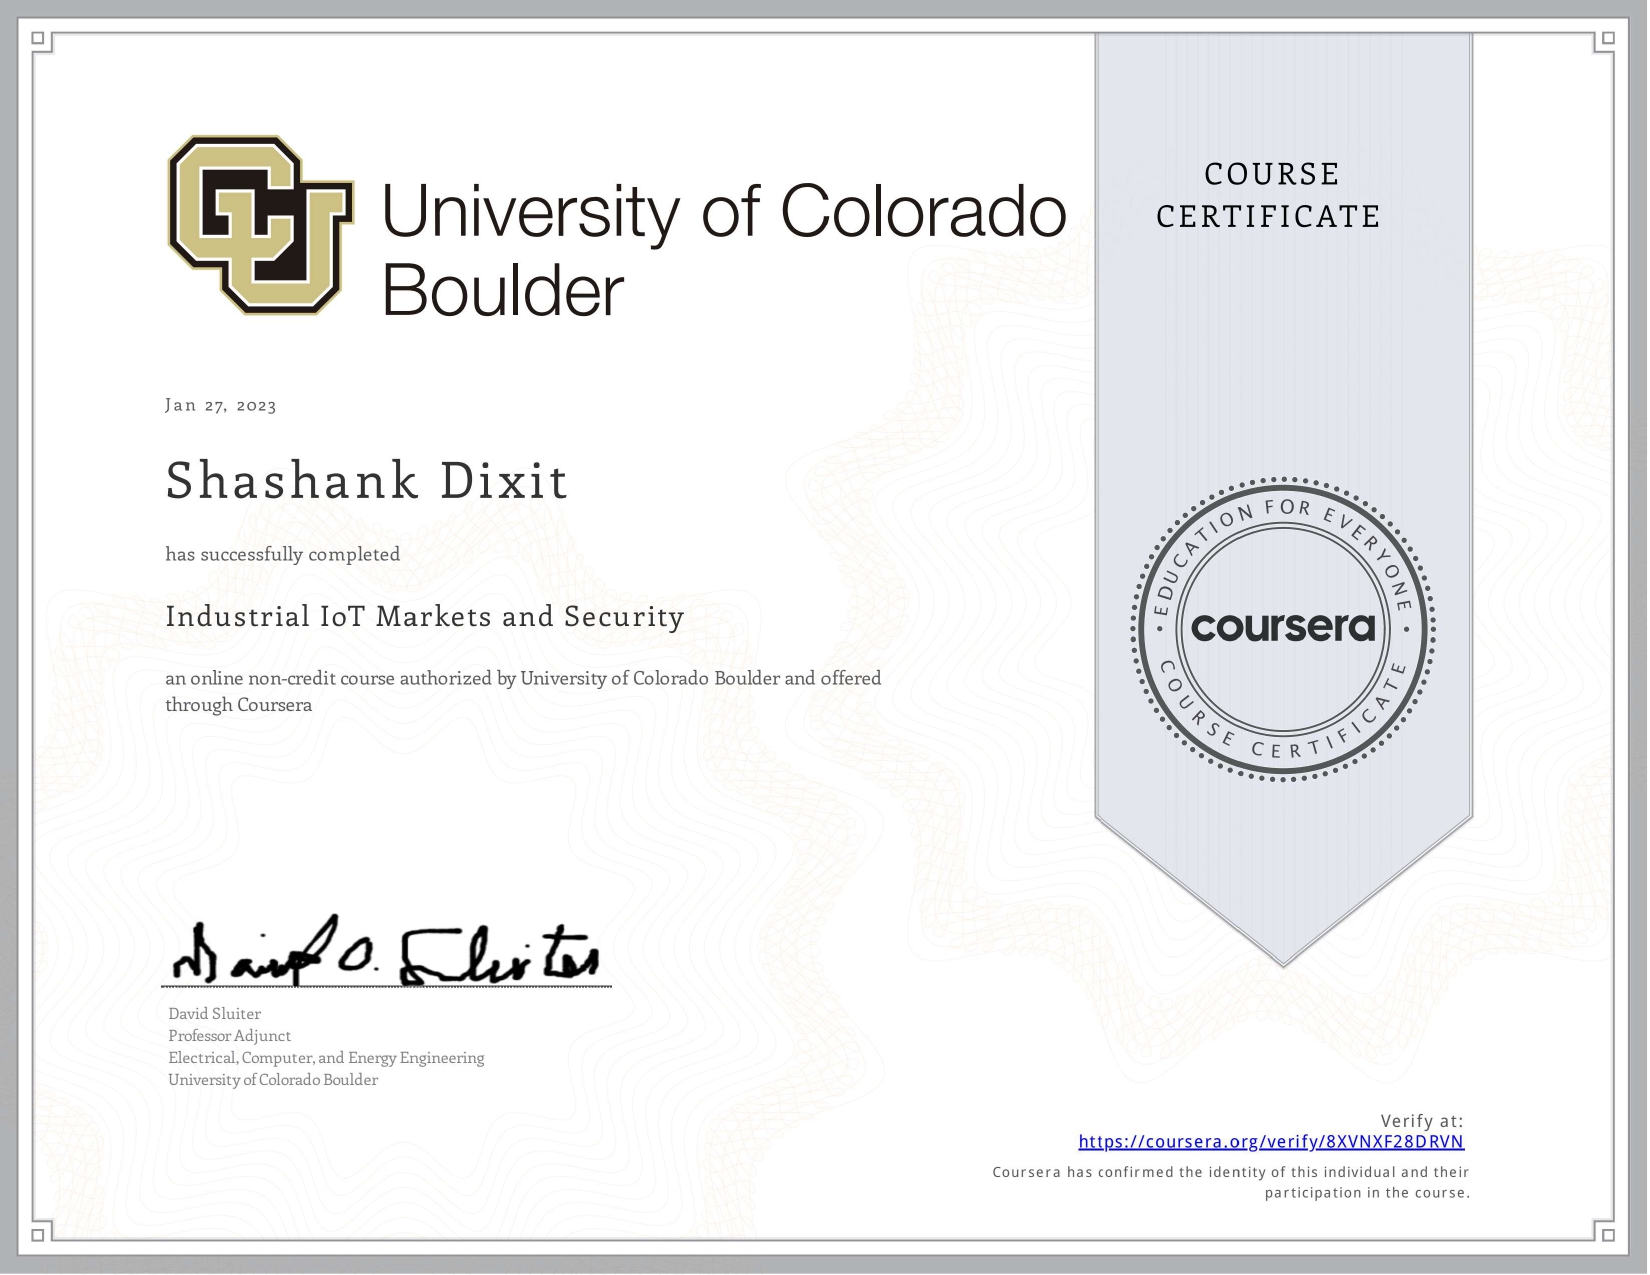 CU
University of Colorado
Boulder
COURSE
CERTIFICATE
Jan 27, 2023
Shashank Dixit
has successfully completed
Industrial IoT Markets and Security
an online non-credit course authorized by University of Colorado Boulder and offered
through Coursera
EDUCATION FOR EVERYONE
coursera
COURSE CERTIFICATE
David O. Sluiter
David Sluiter
Professor Adjunct
Electrical, Computer, and Energy Engineering
University of Colorado Boulder
Verify at:
https://coursera.org/verify/8XVNXF28DRVN
Coursera has confirmed the identity of this individual and their
participation in the course.